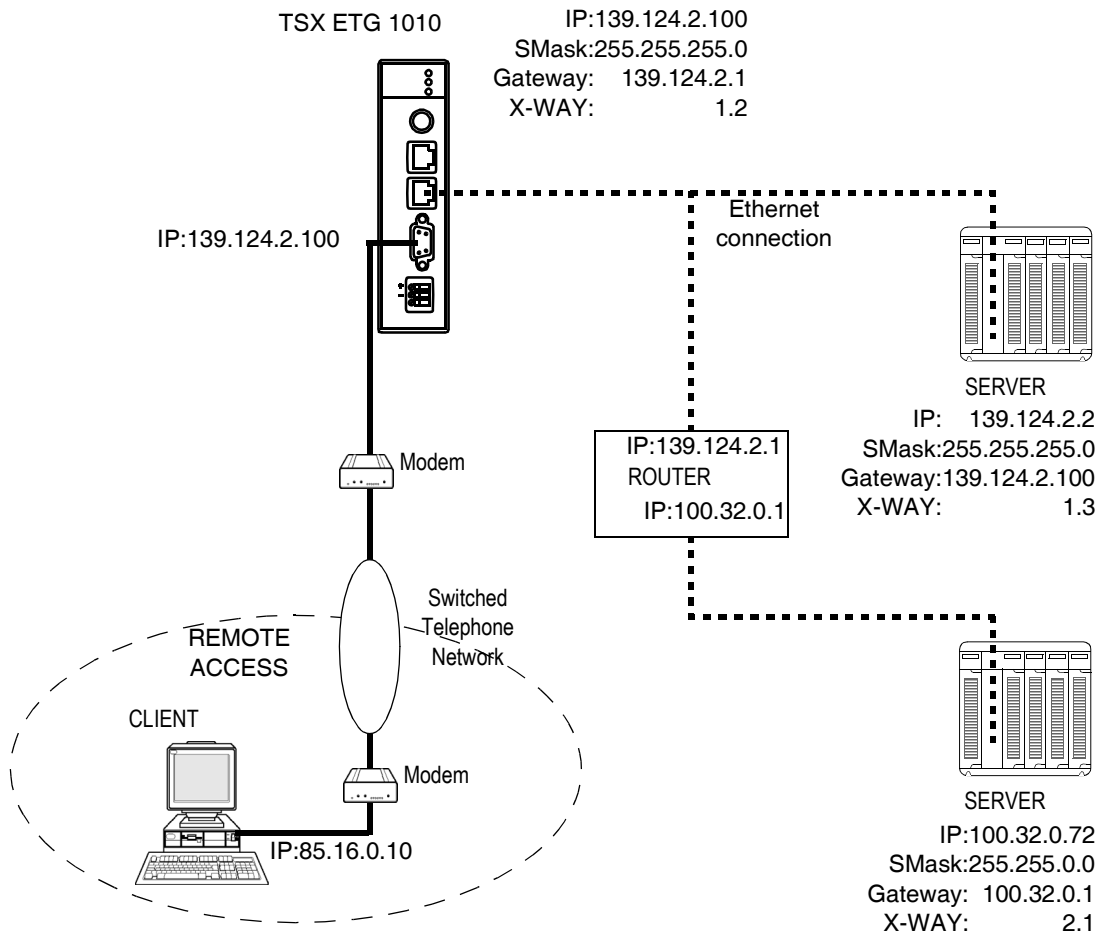 TSX ETG 1010
IP:139.124.2.100
SMask:255.255.255.0
Gateway: 139.124.2.1
X-WAY: 1.2
IP:139.124.2.100
Ethernet
connection
SERVER
IP: 139.124.2.2
SMask:255.255.255.0
Gateway:139.124.2.100
X-WAY: 1.3
IP:139.124.2.1
ROUTER
IP:100.32.0.1
Modem
Switched
Telephone
Network
REMOTE
ACCESS
CLIENT
Modem
IP:85.16.0.10
SERVER
IP:100.32.0.72
SMask:255.255.0.0
Gateway: 100.32.0.1
X-WAY: 2.1